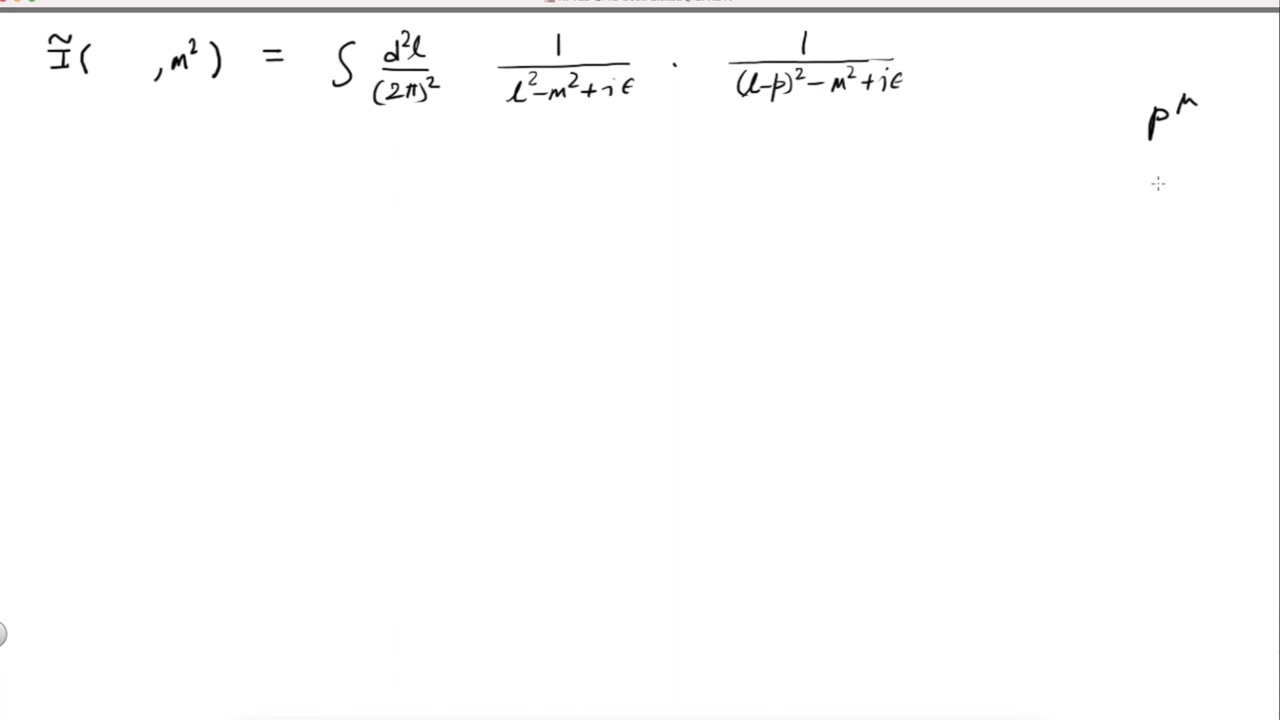 Ĩ( , m²) = ∫ d²l/(2π)² 1/(l²-m²+iϵ) · 1/((l-p)²-m²+iϵ)
p^μ